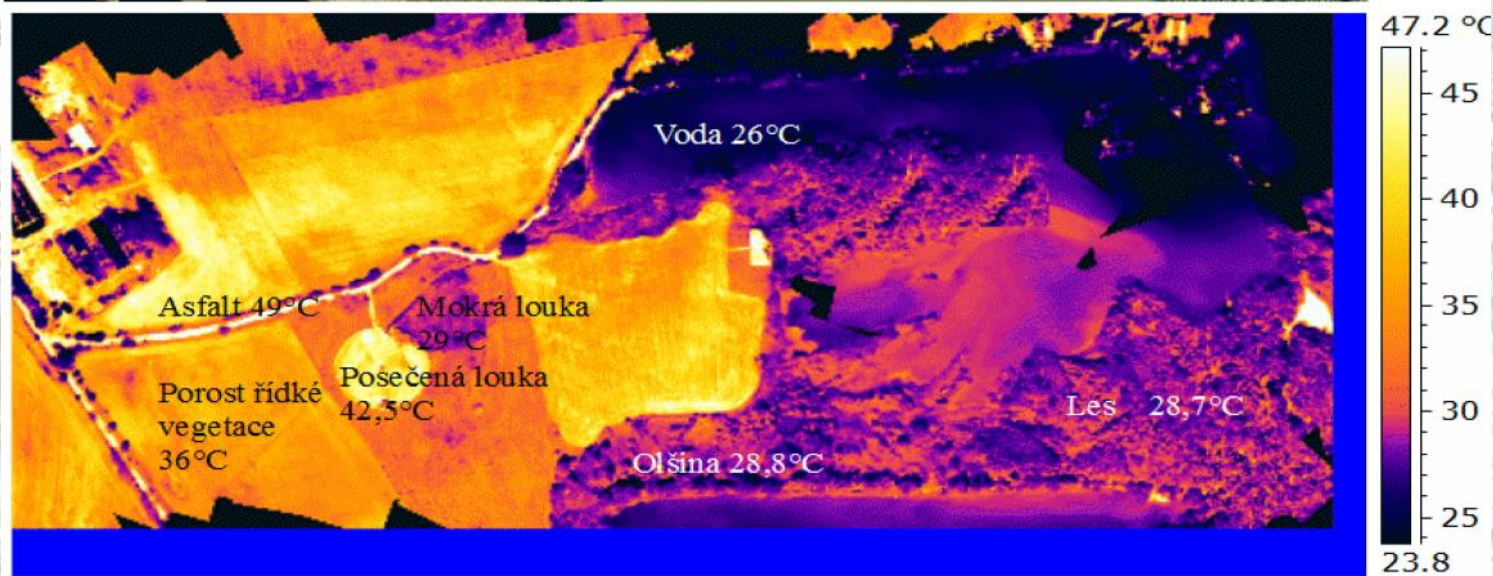 47.2 °C
Voda 26°C
45
40
35
30
25
23.8
Asfalt 49°C
Mokrá louka
29°C
Posečená louka
42,5°C
Porost řídké
vegetace
36°C
Les 28,7°C
Olšina 28,8°C